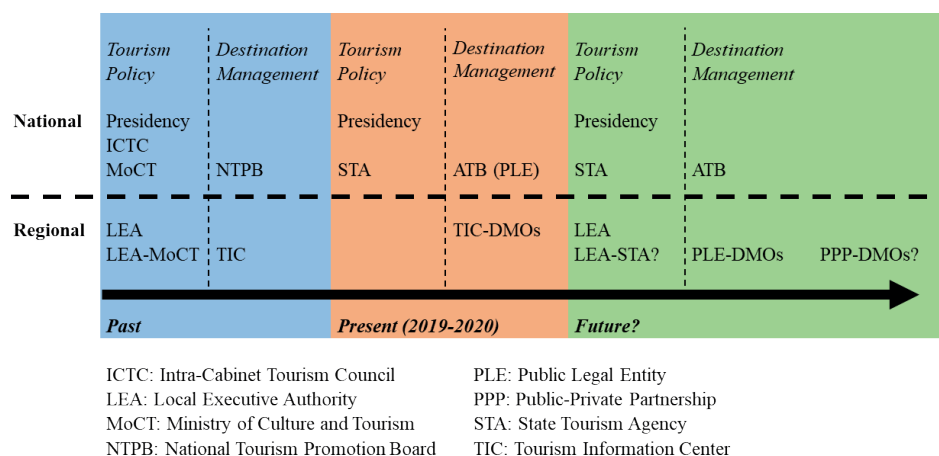 Tourism Policy Destination Management Tourism Policy Destination Management Tourism Policy Destination Management
National Presidency Presidency Presidency
ICTC
MoCT NTPB STA ATB (PLE) STA ATB
Regional LEA TIC-DMOs LEA
LEA-MoCT TIC LEA-STA? PLE-DMOs PPP-DMOs?
Past Present (2019-2020) Future?
ICTC: Intra-Cabinet Tourism Council PLE: Public Legal Entity
LEA: Local Executive Authority PPP: Public-Private Partnership
MoCT: Ministry of Culture and Tourism STA: State Tourism Agency
NTPB: National Tourism Promotion Board TIC: Tourism Information Center